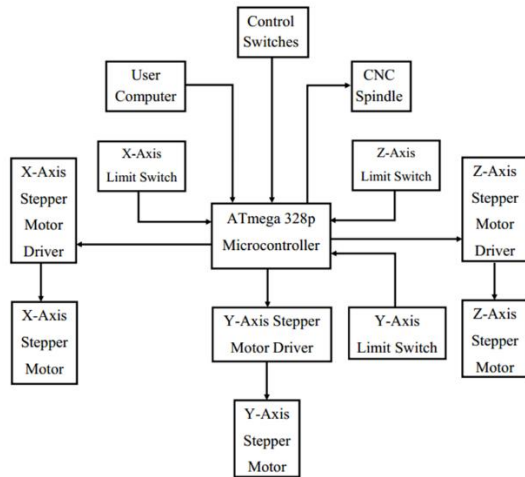 Control
Switches
User
Computer
CNC
Spindle
X-Axis
Stepper
Motor
Driver
X-Axis
Limit Switch
Z-Axis
Limit Switch
Z-Axis
Stepper
Motor
Driver
ATmega 328p
Microcontroller
X-Axis
Stepper
Motor
Y-Axis Stepper
Motor Driver
Y-Axis
Limit Switch
Z-Axis
Stepper
Motor
Y-Axis
Stepper
Motor